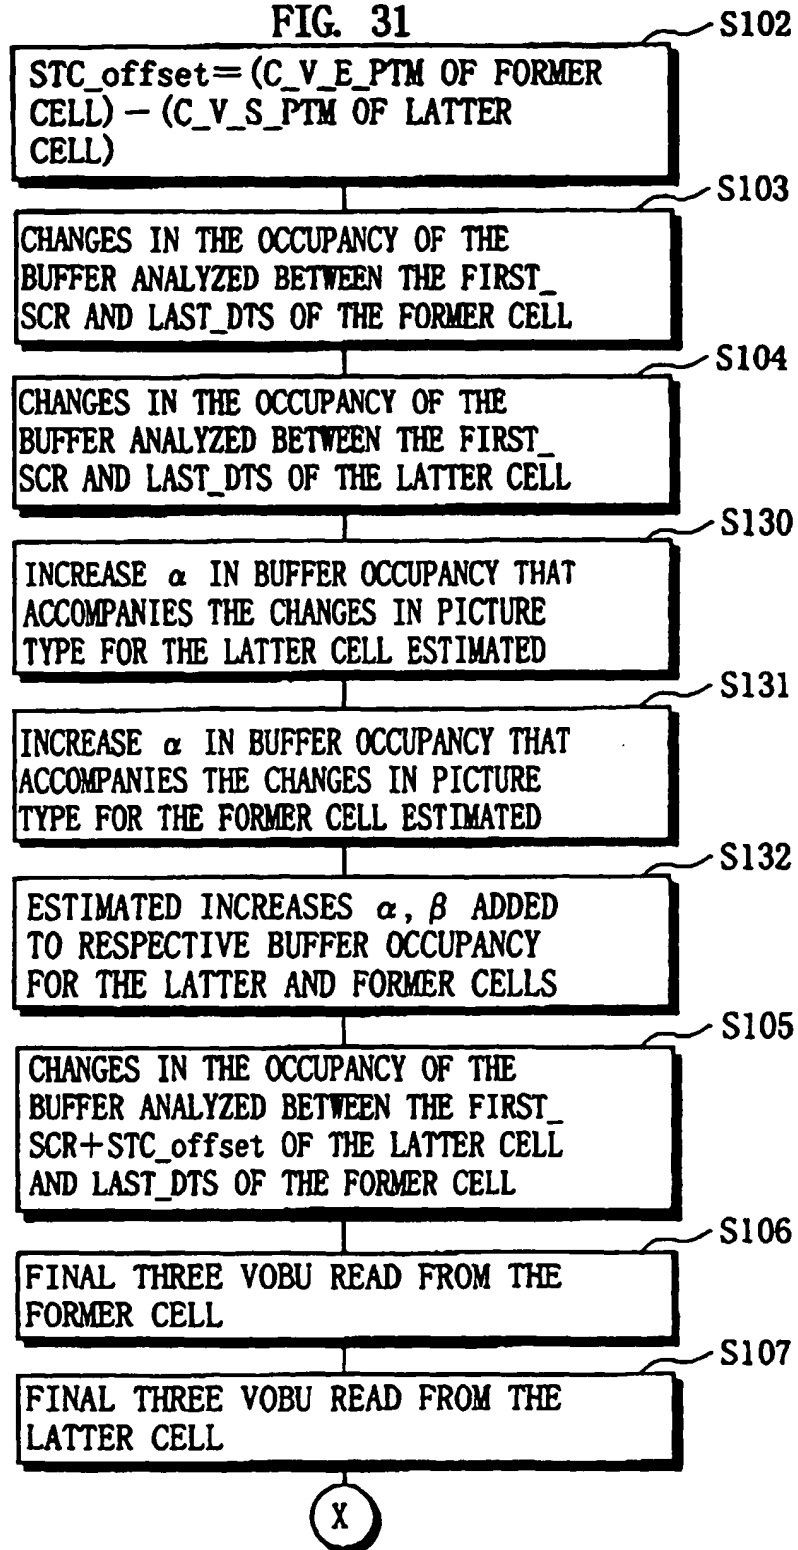 FIG. 31
S102
STC_offset=(C_V_E_PTM OF FORMER
CELL)−(C_V_S_PTM OF LATTER
CELL)
S103
CHANGES IN THE OCCUPANCY OF THE
BUFFER ANALYZED BETWEEN THE FIRST_
SCR AND LAST_DTS OF THE FORMER CELL
S104
CHANGES IN THE OCCUPANCY OF THE
BUFFER ANALYZED BETWEEN THE FIRST_
SCR AND LAST_DTS OF THE LATTER CELL
S130
INCREASE α IN BUFFER OCCUPANCY THAT
ACCOMPANIES THE CHANGES IN PICTURE
TYPE FOR THE LATTER CELL ESTIMATED
S131
INCREASE α IN BUFFER OCCUPANCY THAT
ACCOMPANIES THE CHANGES IN PICTURE
TYPE FOR THE FORMER CELL ESTIMATED
S132
ESTIMATED INCREASES α, β ADDED
TO RESPECTIVE BUFFER OCCUPANCY
FOR THE LATTER AND FORMER CELLS
S105
CHANGES IN THE OCCUPANCY OF THE
BUFFER ANALYZED BETWEEN THE FIRST_
SCR+STC_offset OF THE LATTER CELL
AND LAST_DTS OF THE FORMER CELL
S106
FINAL THREE VOBU READ FROM THE
FORMER CELL
S107
FINAL THREE VOBU READ FROM THE
LATTER CELL
X